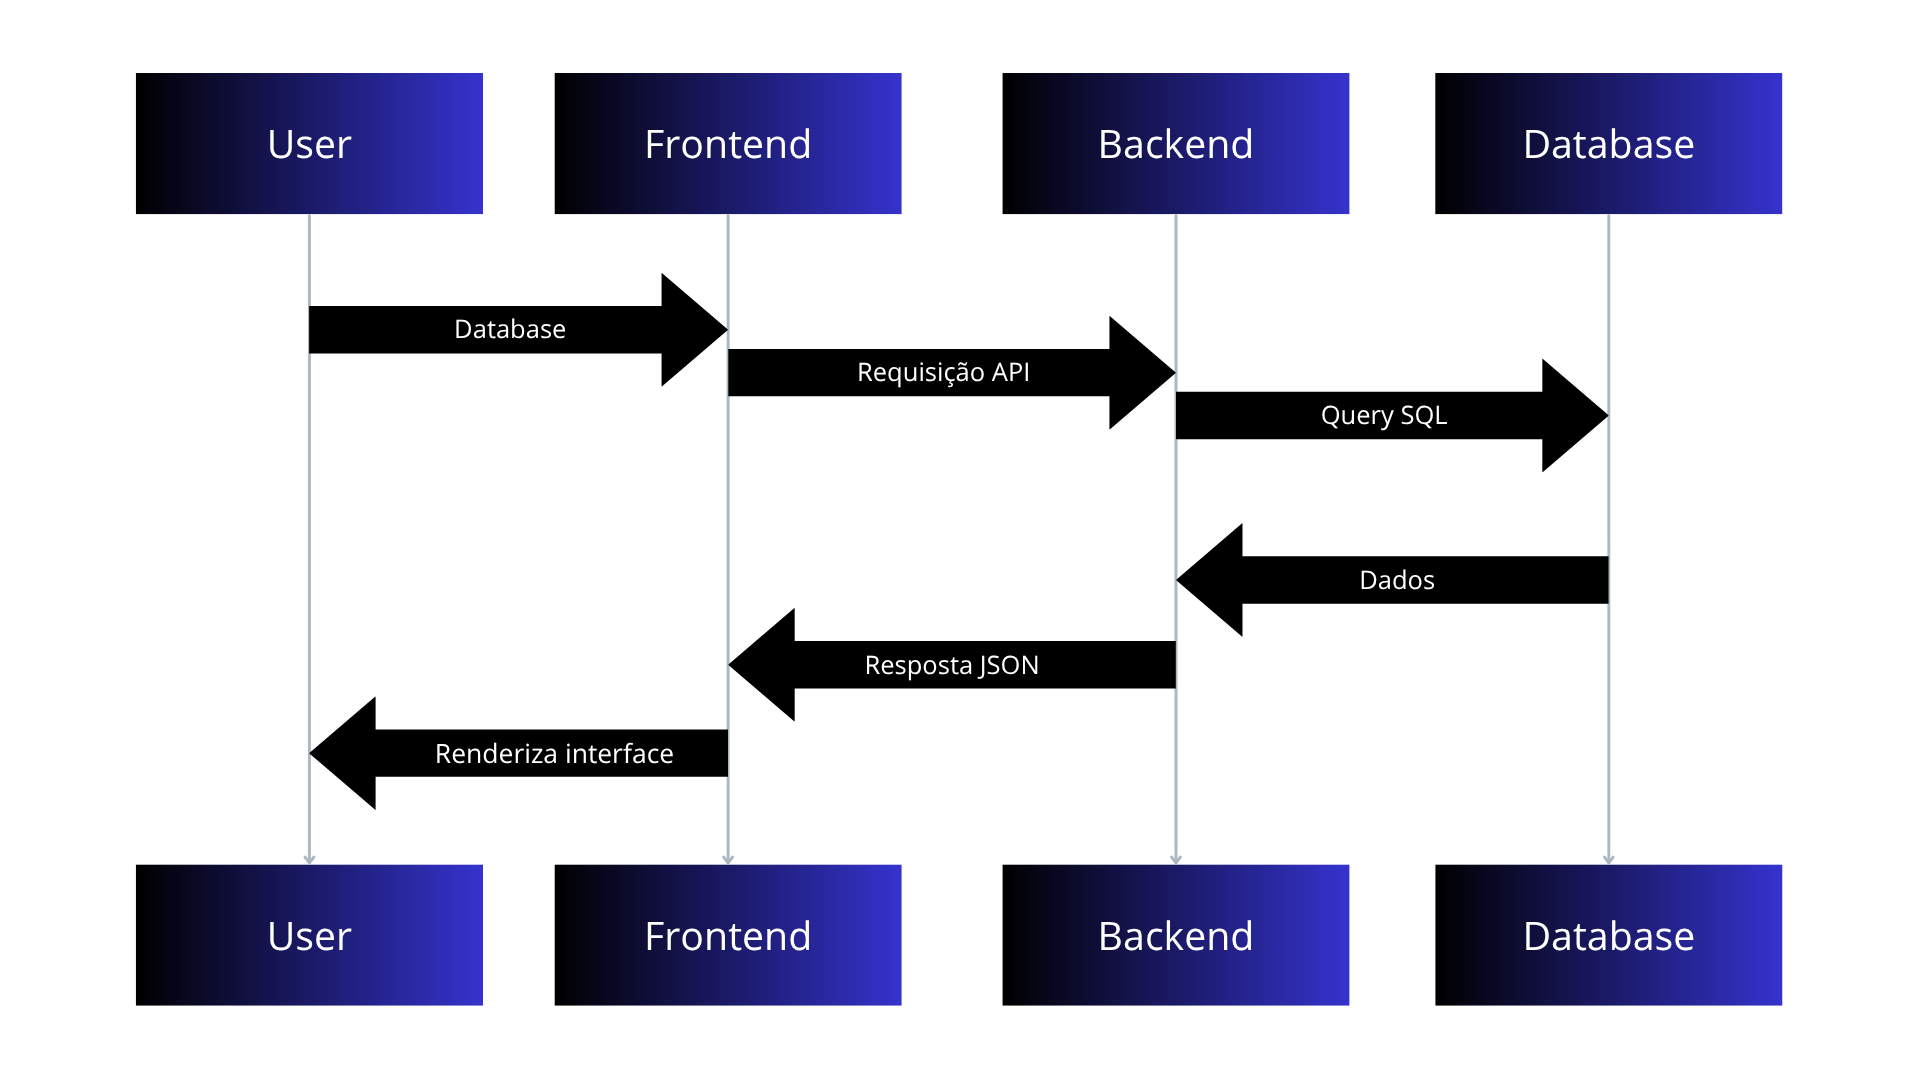 User
Frontend
Backend
Database
Database
Requisição API
Query SQL
Dados
Resposta JSON
Renderiza interface
User
Frontend
Backend
Database